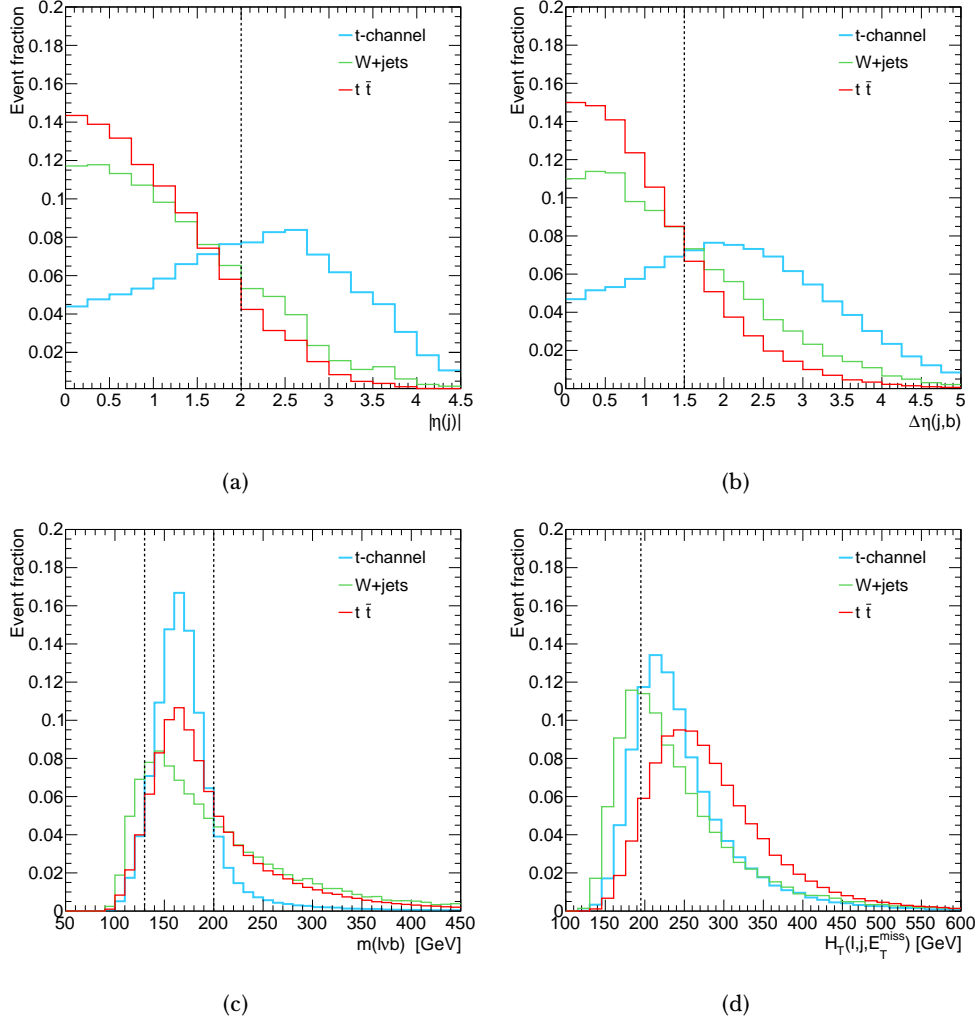 Event fraction
0.2
0.18
0.16
0.14
0.12
0.1
0.08
0.06
0.04
0.02
0
t-channel
W+jets
t t̄
0 0.5 1 1.5 2 2.5 3 3.5 4 4.5
|η(j)|
(a)
Event fraction
0.2
0.18
0.16
0.14
0.12
0.1
0.08
0.06
0.04
0.02
0
t-channel
W+jets
t t̄
0 0.5 1 1.5 2 2.5 3 3.5 4 4.5 5
Δη(j,b)
(b)
Event fraction
0.2
0.18
0.16
0.14
0.12
0.1
0.08
0.06
0.04
0.02
0
t-channel
W+jets
t t̄
50 100 150 200 250 300 350 400 450
m(lνb) [GeV]
(c)
Event fraction
0.2
0.18
0.16
0.14
0.12
0.1
0.08
0.06
0.04
0.02
0
t-channel
W+jets
t t̄
100 150 200 250 300 350 400 450 500 550 600
H_T(l,j,E_T^miss) [GeV]
(d)